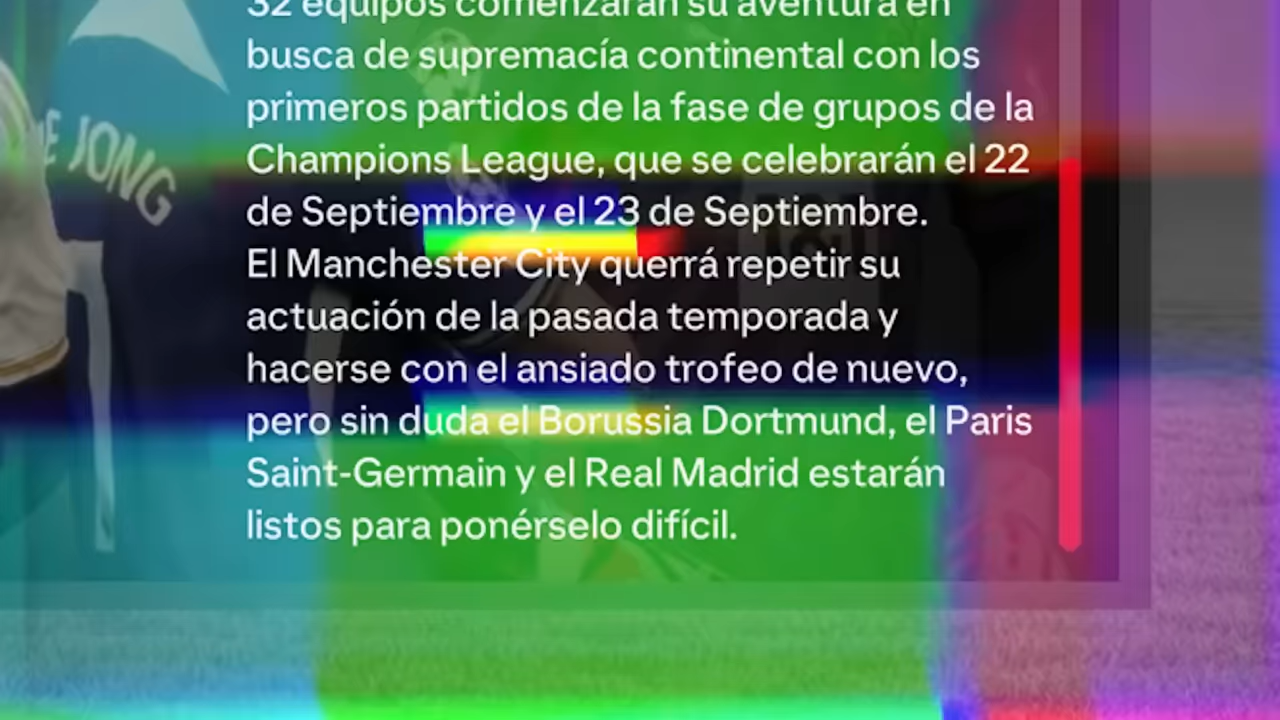 32 equipos comenzarán su aventura en
busca de supremacía continental con los
primeros partidos de la fase de grupos de la
Champions League, que se celebrarán el 22
de Septiembre y el 23 de Septiembre.
El Manchester City querrá repetir su
actuación de la pasada temporada y
hacerse con el ansiado trofeo de nuevo,
pero sin duda el Borussia Dortmund, el Paris
Saint-Germain y el Real Madrid estarán
listos para ponérselo difícil.
DE JONG